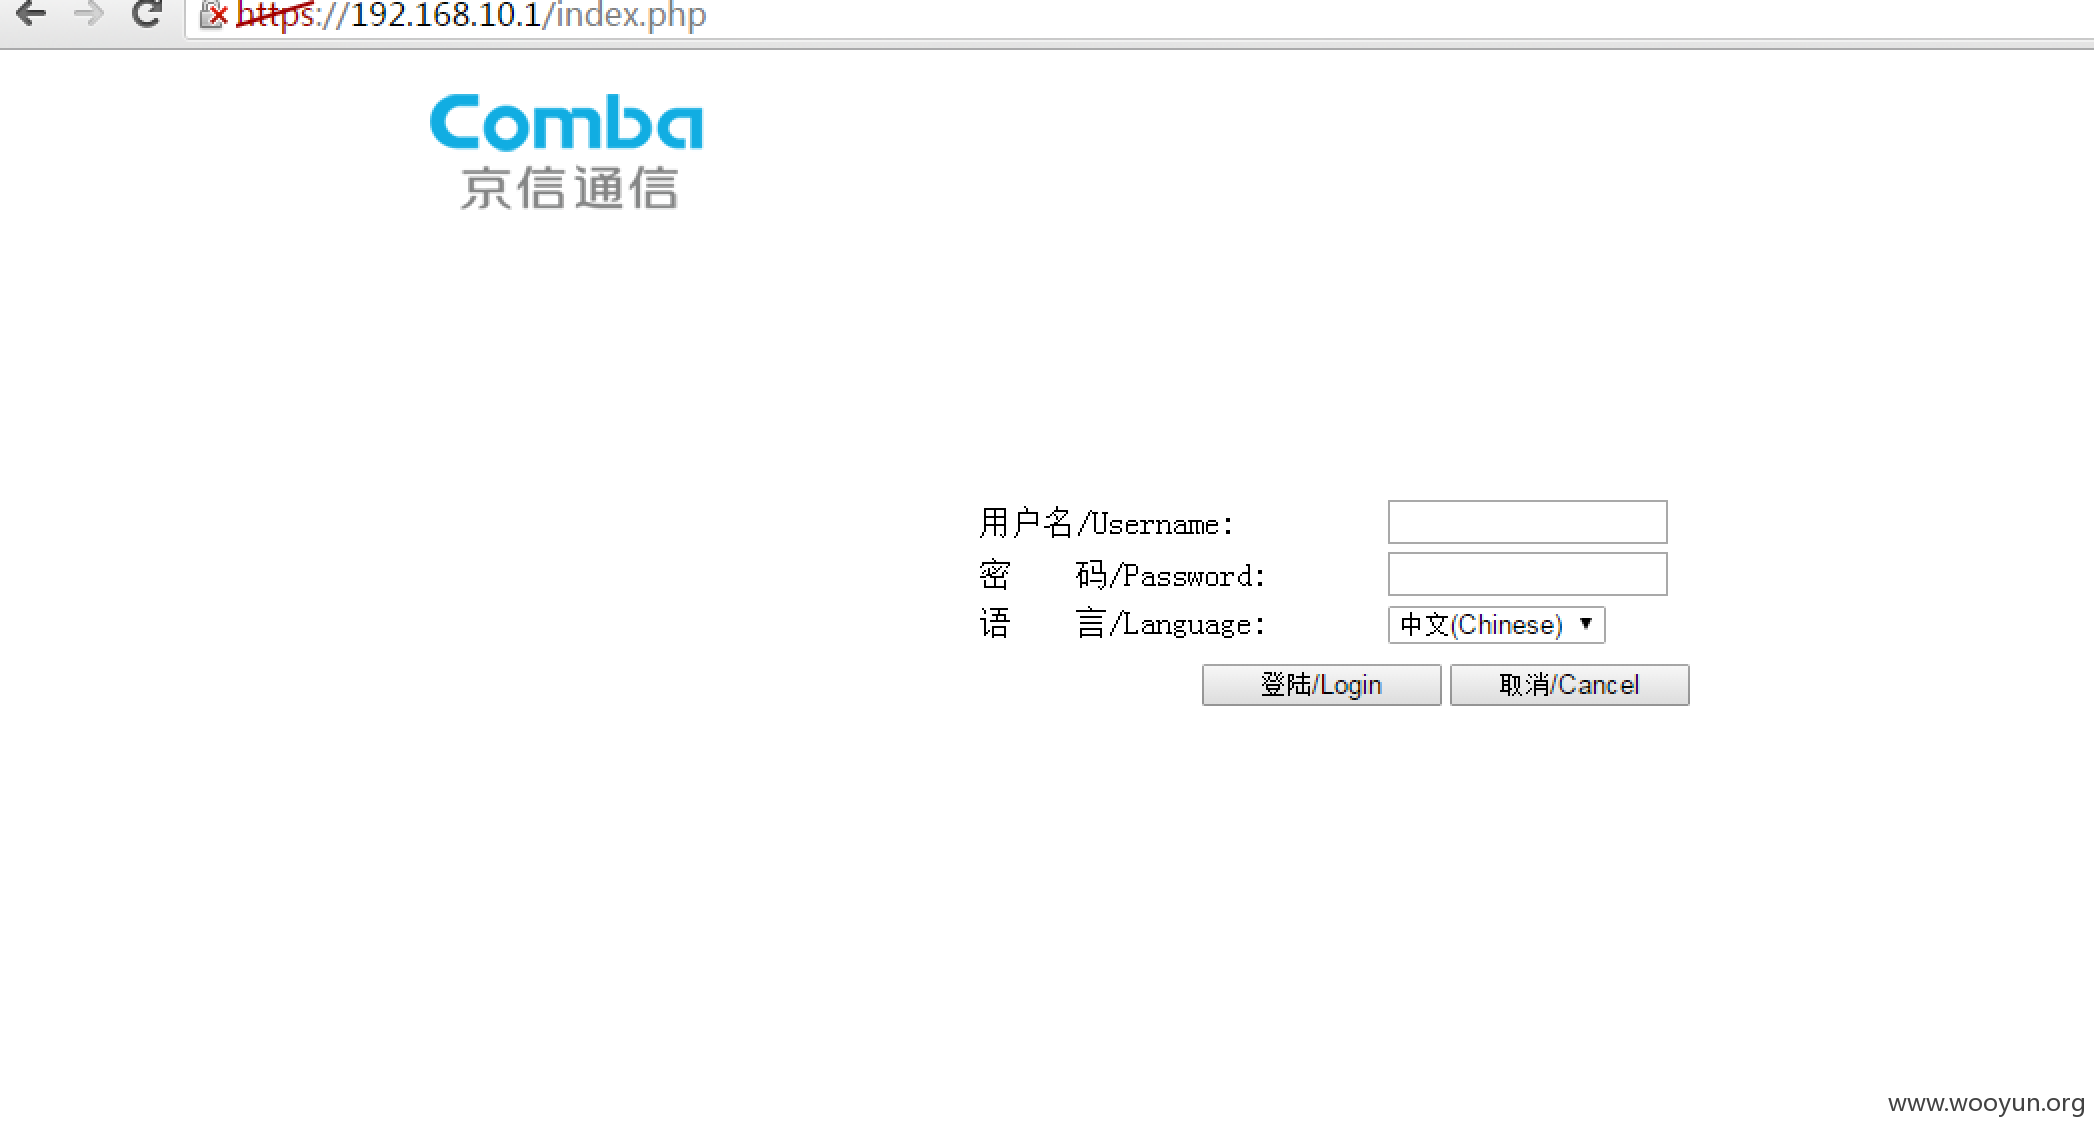 https://192.168.10.1/index.php
Comba
京信通信
用户名/Username:
密 码/Password:
语 言/Language:
中文(Chinese)
登陆/Login 取消/Cancel
www.wooyun.org